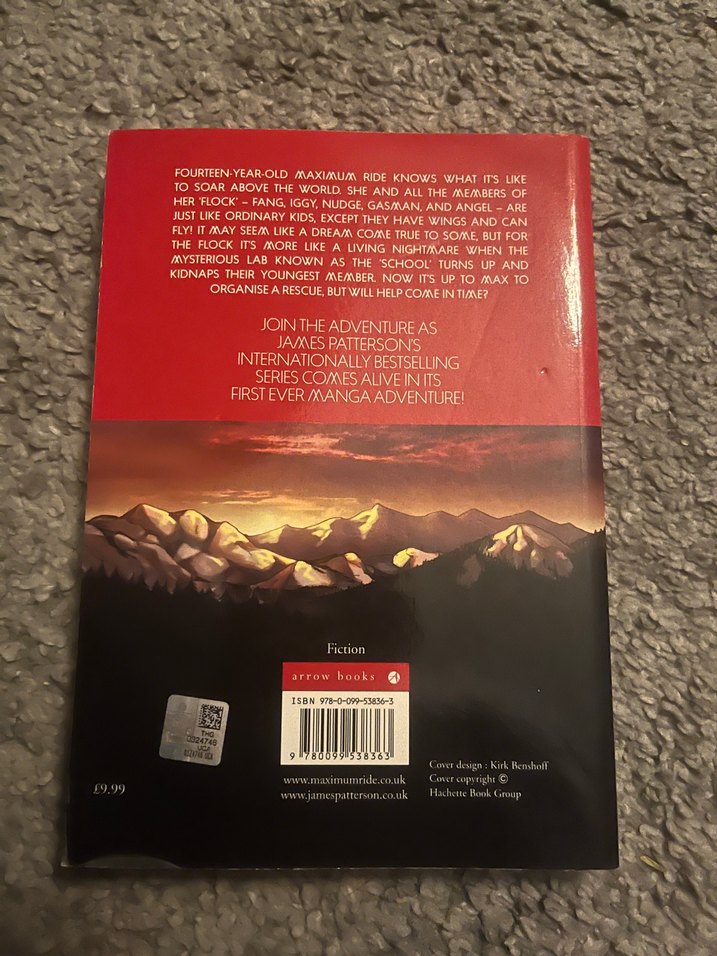 FOURTEEN-YEAR-OLD MAXIMUM RIDE KNOWS WHAT IT'S LIKE
TO SOAR ABOVE THE WORLD. SHE AND ALL THE MEMBERS OF
HER 'FLOCK' – FANG, IGGY, NUDGE, GASMAN, AND ANGEL – ARE
JUST LIKE ORDINARY KIDS, EXCEPT THEY HAVE WINGS AND CAN
FLY! IT MAY SEEM LIKE A DREAM COME TRUE TO SOME, BUT FOR
THE FLOCK IT'S MORE LIKE A LIVING NIGHTMARE WHEN THE
MYSTERIOUS LAB KNOWN AS THE 'SCHOOL' TURNS UP AND
KIDNAPS THEIR YOUNGEST MEMBER. NOW IT'S UP TO MAX TO
ORGANISE A RESCUE, BUT WILL HELP COME IN TIME?
JOIN THE ADVENTURE AS
JAMES PATTERSON'S
INTERNATIONALLY BESTSELLING
SERIES COMES ALIVE IN ITS
FIRST EVER MANGA ADVENTURE!
Fiction
arrow books
ISBN 978-0-099-53836-3
9 780099 538363
THG
0324746
UCA
0324746 UCA
£9.99
www.maximumride.co.uk
www.jamespatterson.co.uk
Cover design : Kirk Benshoff
Cover copyright ©
Hachette Book Group